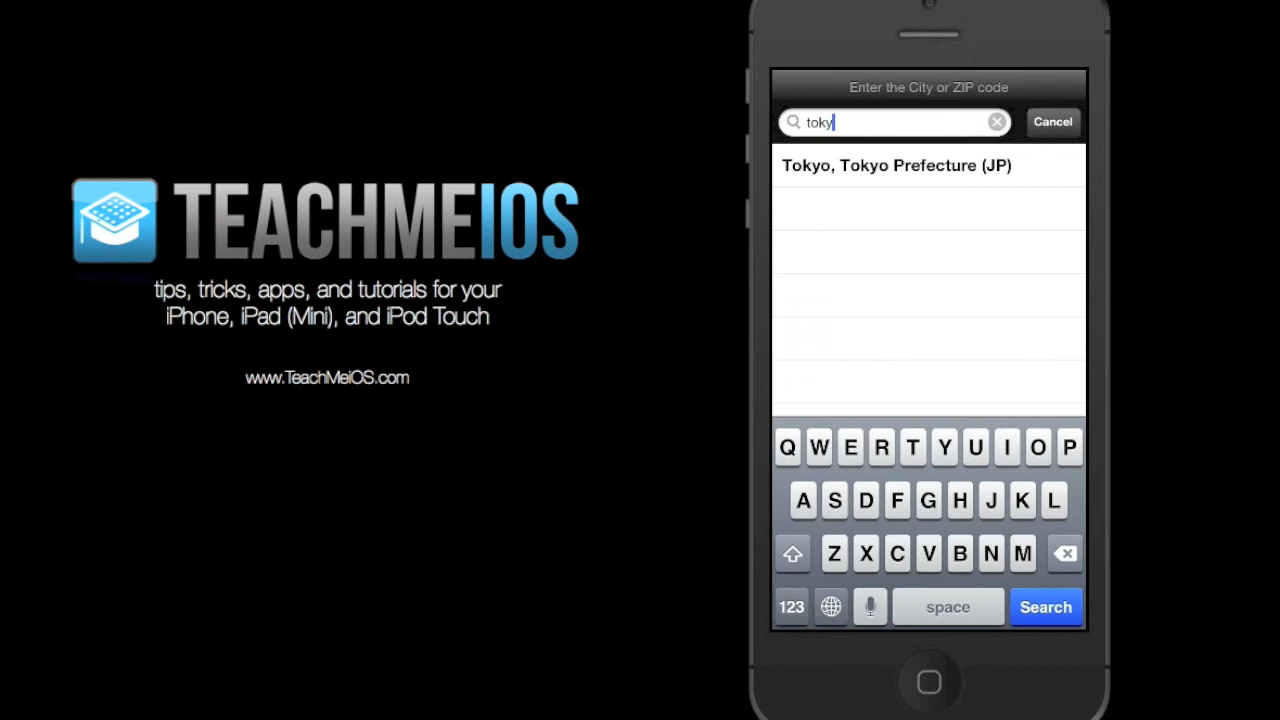 TEACHMEIOS
tips, tricks, apps, and tutorials for your
iPhone, iPad (Mini), and iPod Touch
www.TeachMeiOS.com
Enter the City or ZIP code
toky
Cancel
Tokyo, Tokyo Prefecture (JP)
Q W E R T Y U I O P
A S D F G H J K L
Z X C V B N M
123 space Search